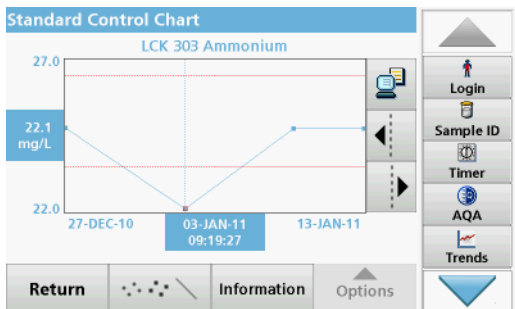 Standard Control Chart
LCK 303 Ammonium
27.0
22.1
mg/L
22.0
27-DEC-10
03-JAN-11
09:19:27
13-JAN-11
Return
Information
Options
Login
Sample ID
Timer
AQA
Trends